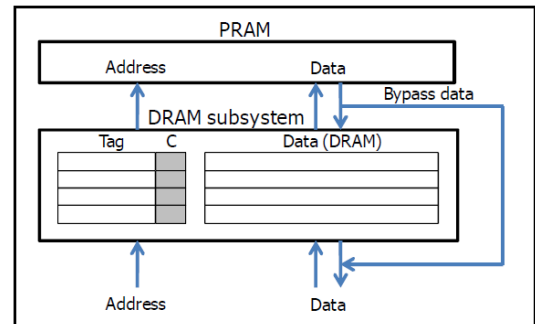 PRAM
Address Data
Bypass data
DRAM subsystem
Tag C Data (DRAM)
Address Data